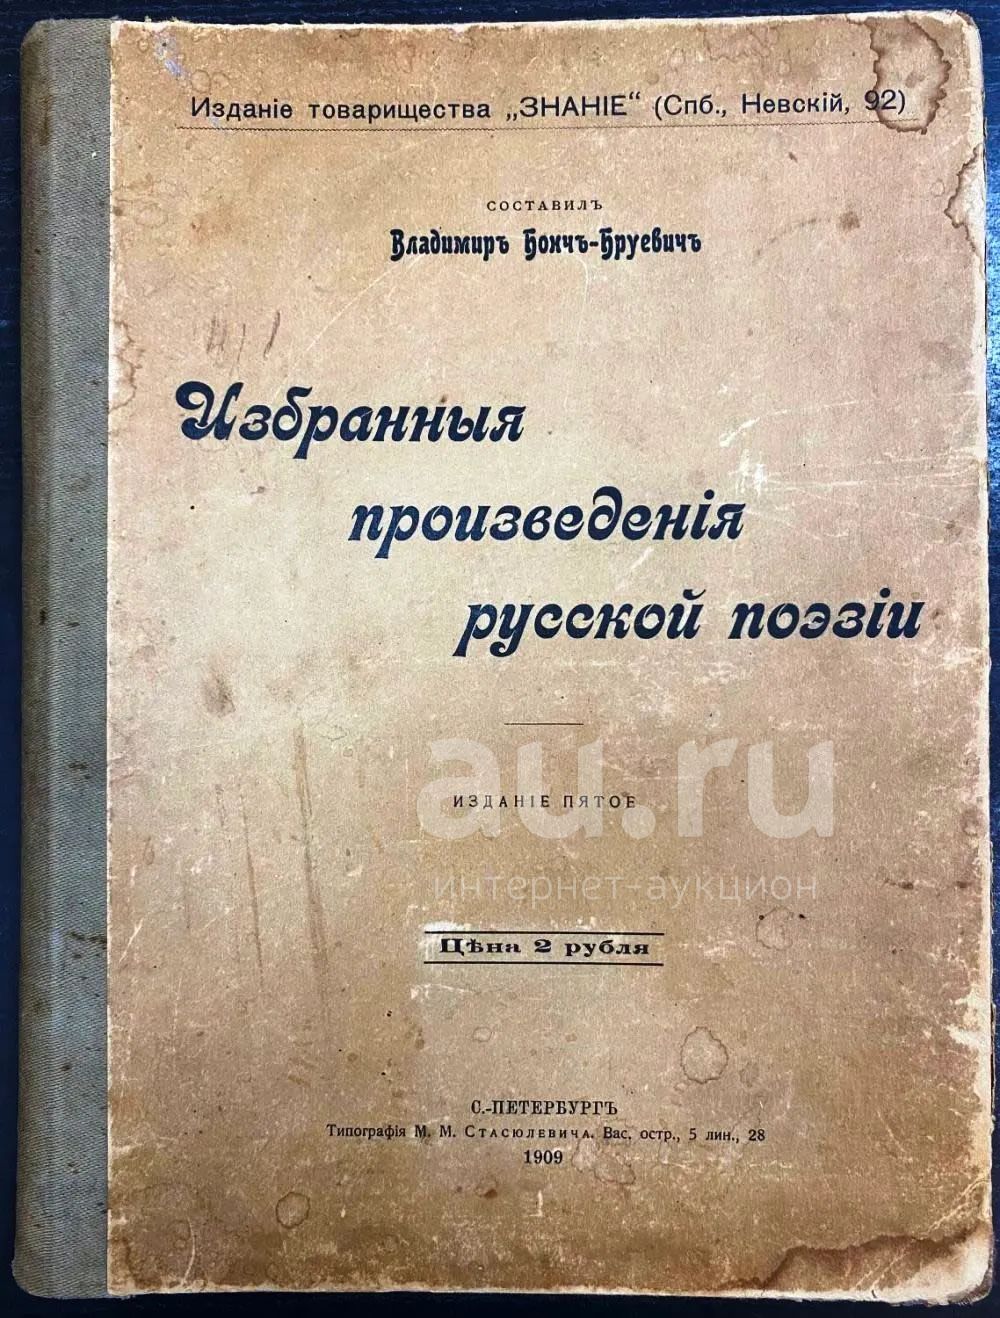 Изданіе товарищества „ЗНАНІЕ“ (Спб., Невскій, 92)
СОСТАВИЛЪ
Владимиръ Бончъ-Бруевичъ
Избранныя
произведенія
русской поэзіи
au.ru
ИЗДАНІЕ ПЯТОЕ
интернет-аукцион
Цѣна 2 рубля
С.-ПЕТЕРБУРГЪ
Типографія М. М. Стасюлевича. Вас. остр., 5 лин., 28
1909